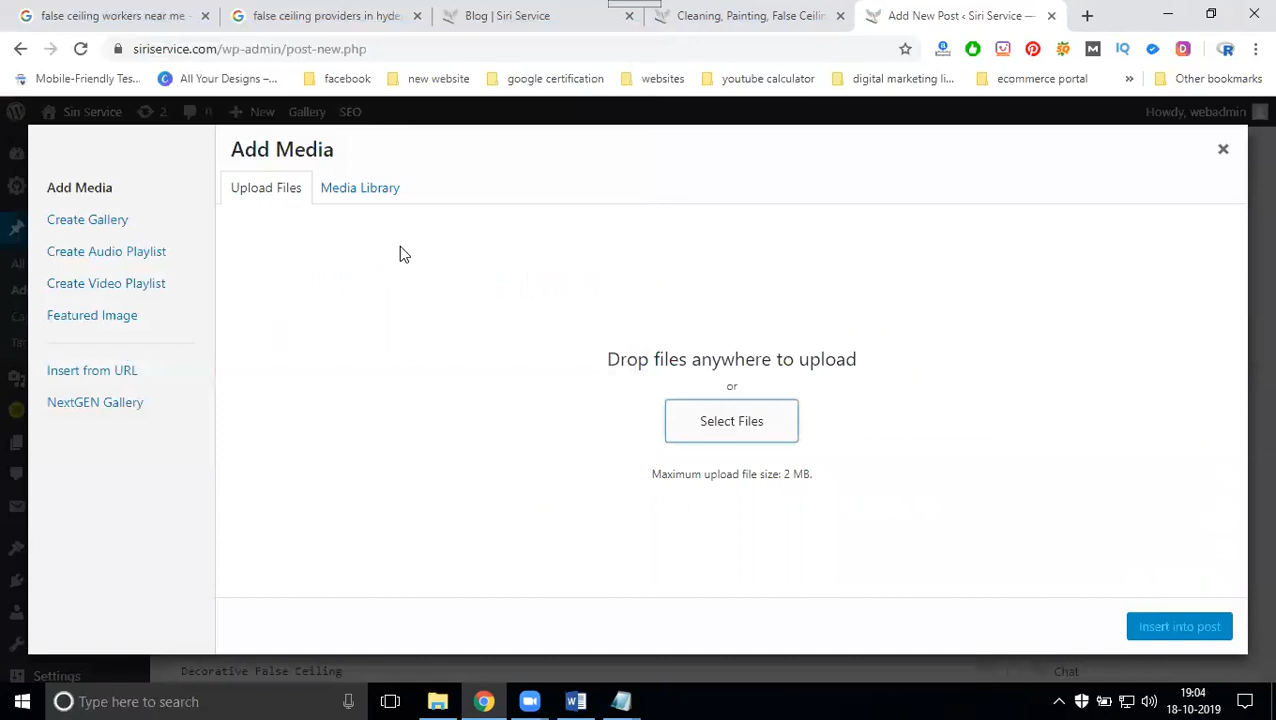 false ceiling workers near me -
false ceiling providers in hyd
Blog | Siri Service
Cleaning, Painting, False Ceilin
Add New Post ‹ Siri Service —
siriservice.com/wp-admin/post-new.php
Mobile-Friendly Tes...
All Your Designs –...
facebook
new website
google certification
websites
youtube calculator
digital marketing li...
ecommerce portal
»
Other bookmarks
Siri Service
2
0
New
Gallery
SEO
Howdy, webadmin
Add Media
Upload Files
Media Library
Add Media
Create Gallery
Create Audio Playlist
Create Video Playlist
Featured Image
Insert from URL
NextGEN Gallery
Drop files anywhere to upload
or
Select Files
Maximum upload file size: 2 MB.
Insert into post
Settings
Decorative False Ceiling
Chat
Type here to search
19:04
18-10-2019